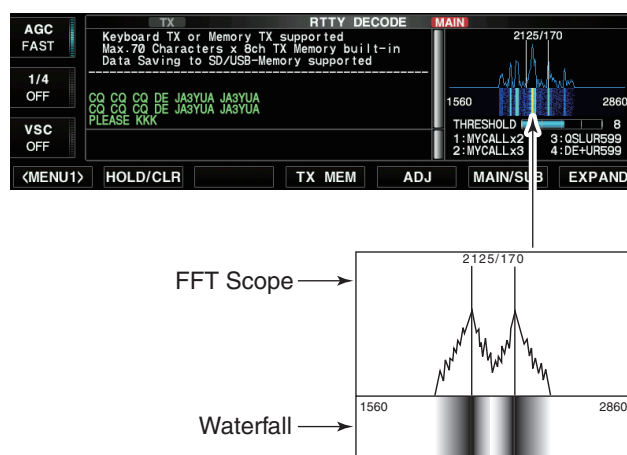 AGC
FAST
1/4
OFF
VSC
OFF
TX
RTTY DECODE
MAIN
Keyboard TX or Memory TX supported
Max.70 Characters x 8ch TX Memory built-in
Data Saving to SD/USB-Memory supported
CQ CQ CQ DE JA3YUA JA3YUA
CQ CQ CQ DE JA3YUA JA3YUA
PLEASE KKK
2125/170
1560 2860
THRESHOLD 8
1:MYCALLx2 3:QSLUR599
2:MYCALLx3 4:DE+UR599
<MENU1> HOLD/CLR TX MEM ADJ MAIN/SUB EXPAND
2125/170
FFT Scope
1560 2860
Waterfall